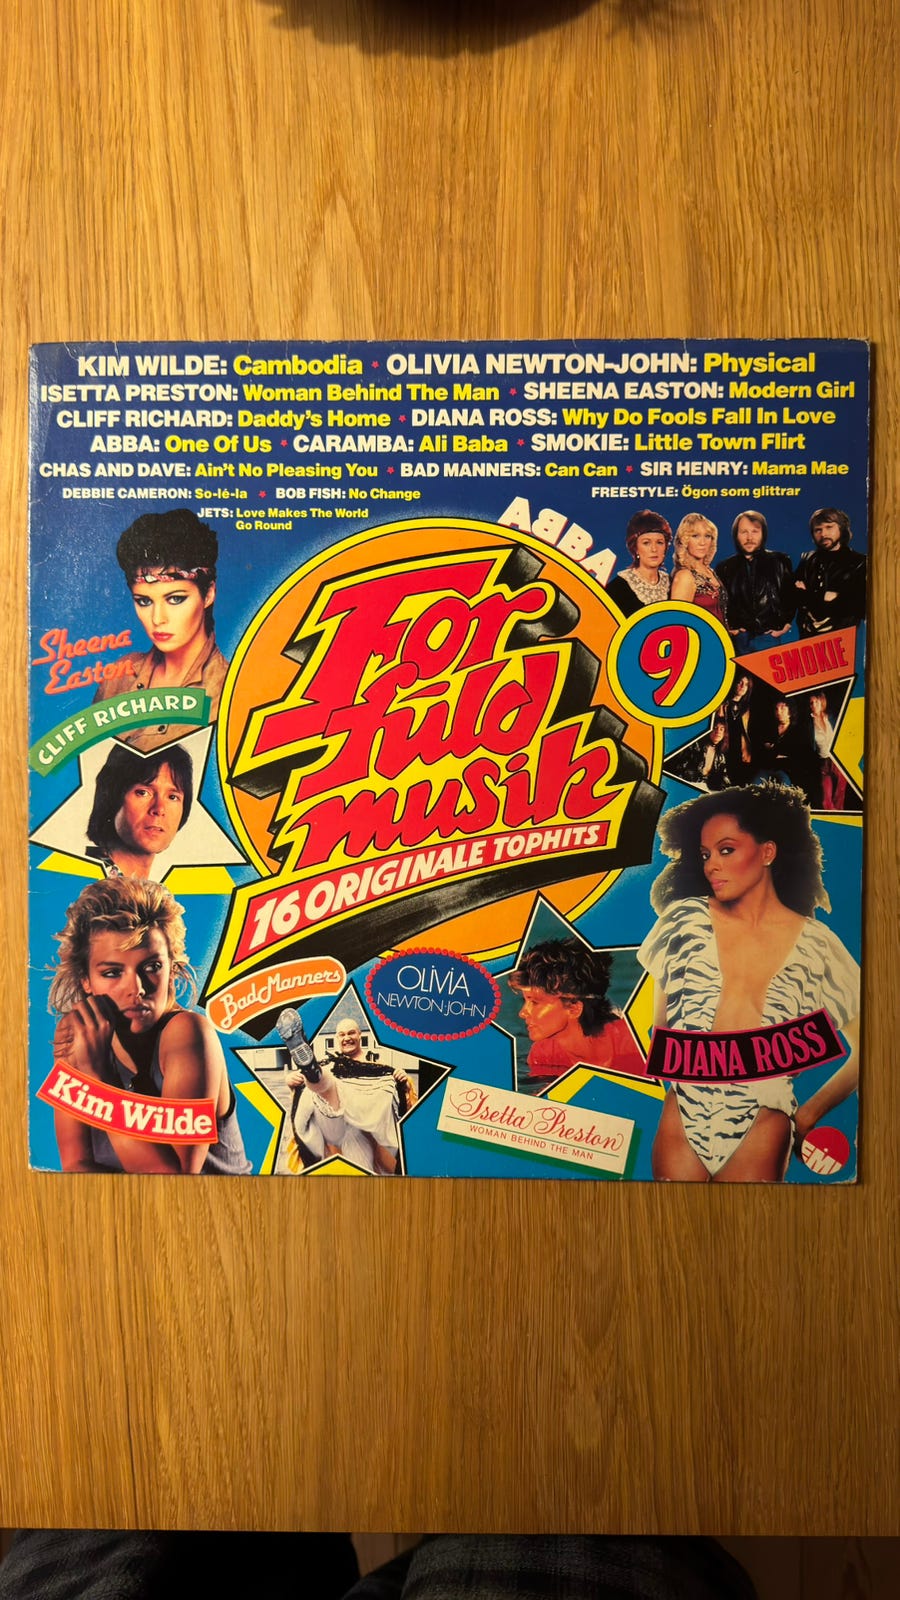 KIM WILDE: Cambodia * OLIVIA NEWTON-JOHN: Physical
ISETTA PRESTON: Woman Behind The Man * SHEENA EASTON: Modern Girl
CLIFF RICHARD: Daddy's Home * DIANA ROSS: Why Do Fools Fall In Love
ABBA: One Of Us * CARAMBA: Ali Baba * SMOKIE: Little Town Flirt
CHAS AND DAVE: Ain't No Pleasing You * BAD MANNERS: Can Can * SIR HENRY: Mama Mae
DEBBIE CAMERON: So-lé-la * BOB FISH: No Change
FREESTYLE: Ögon som glittrar
JETS: Love Makes The World
Go Round
ABBA
For
fuld
musik
9
16 ORIGINALE TOPHITS
Sheena
Easton
SMOKIE
CLIFF RICHARD
Bad Manners
OLIVIA
NEWTON-JOHN
DIANA ROSS
Kim Wilde
Isetta Preston
WOMAN BEHIND THE MAN
EMI